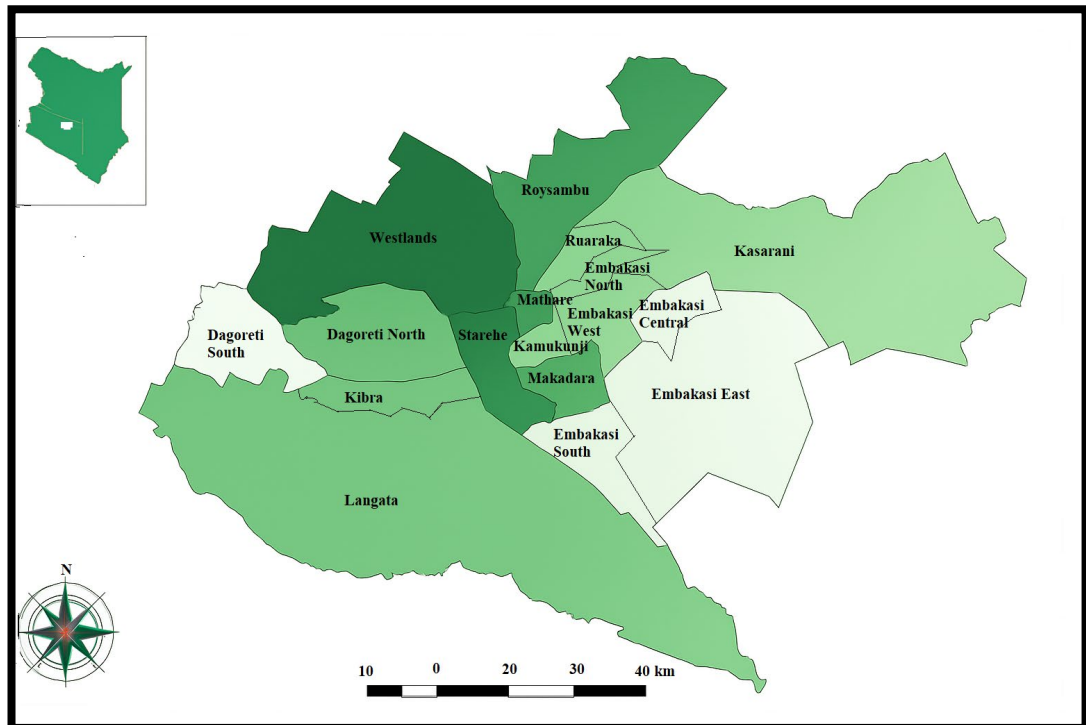 Roysambu
Westlands
Ruaraka
Kasarani
Embakasi
North
Mathare
Embakasi
West
Embakasi
Central
Dagoreti
South
Dagoreti North
Starehe
Kamukunji
Makadara
Kibra
Embakasi East
Embakasi
South
Langata
N
10 0 20 30 40 km